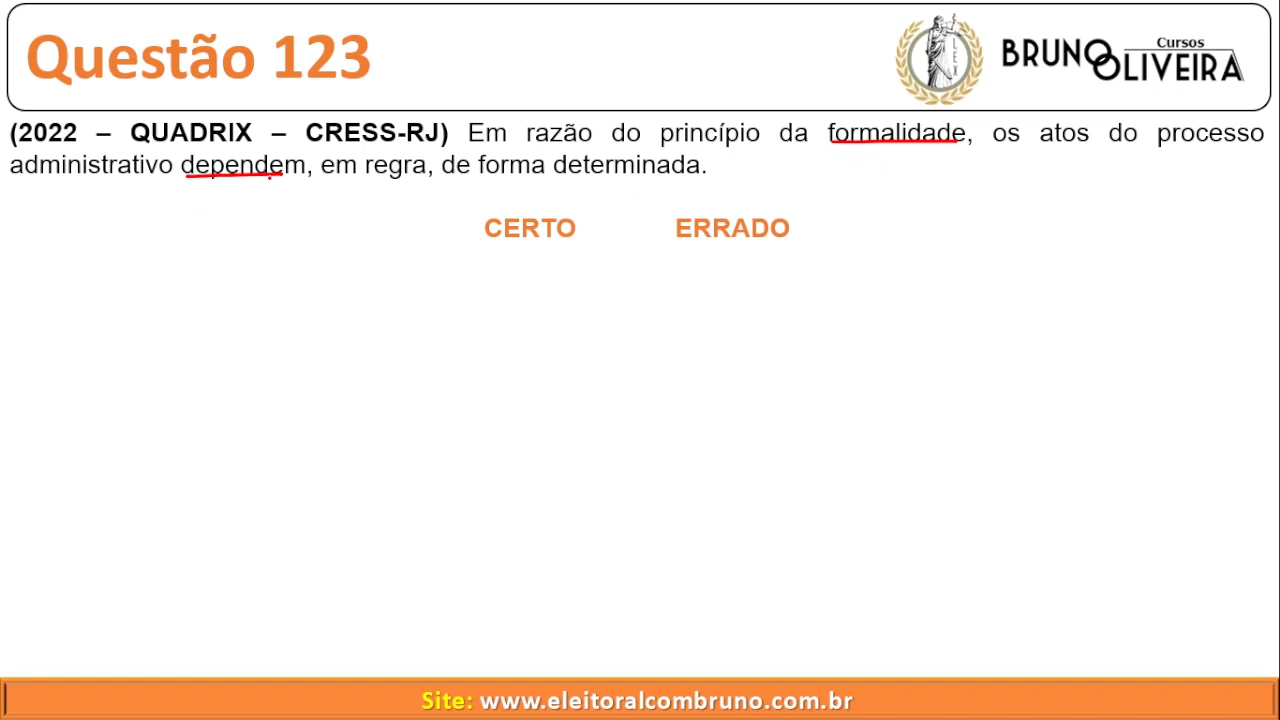 Questão 123
LEX
Cursos
BRUNO
OLIVEIRA
(2022 – QUADRIX – CRESS-RJ) Em razão do princípio da formalidade, os atos do processo
administrativo dependem, em regra, de forma determinada.
CERTO ERRADO
Site: www.eleitoralcombruno.com.br